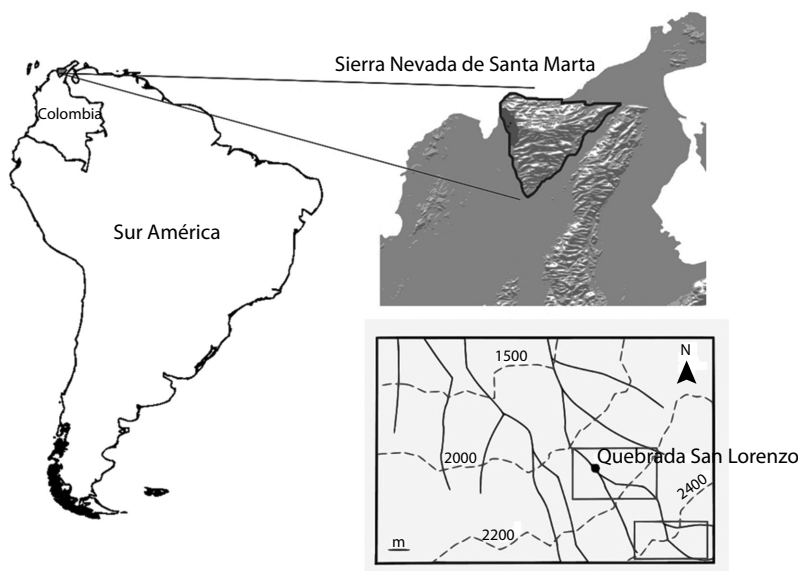 Sierra Nevada de Santa Marta
Colombia
Sur América
N
1500
Quebrada San Lorenzo
2000
2400
2200
m